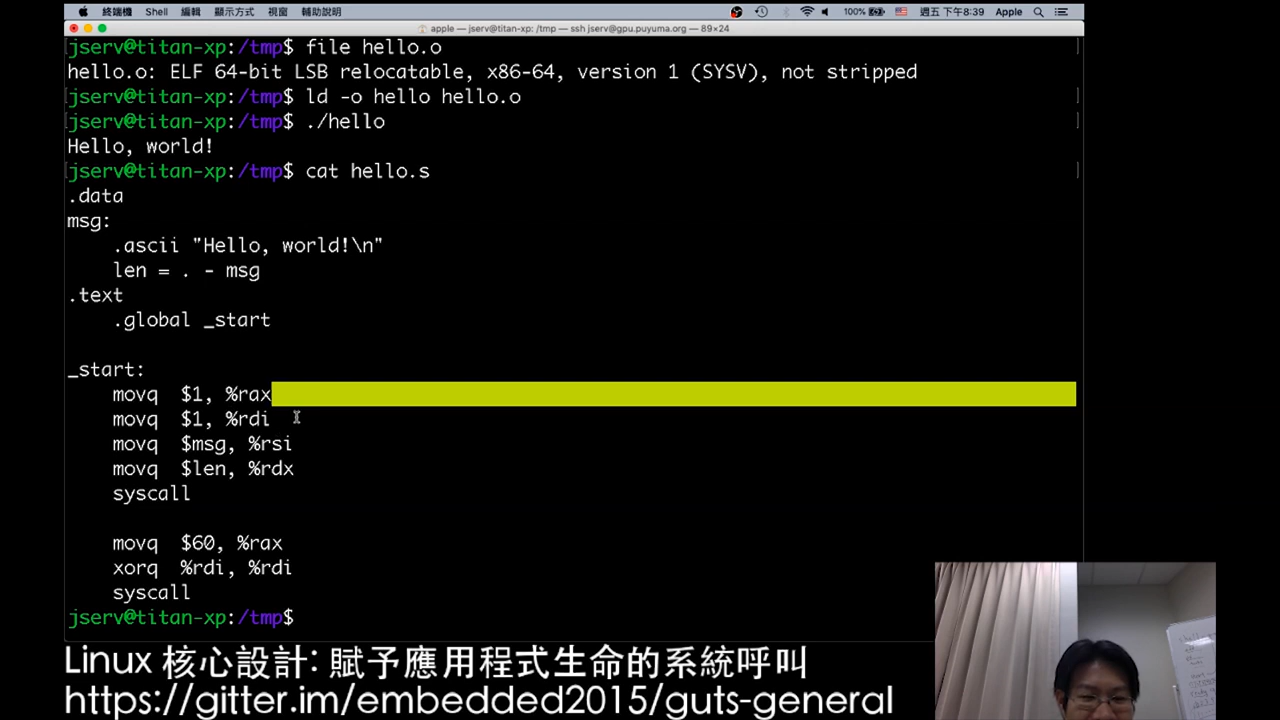 終端機 Shell 編輯 顯示方式 視窗 輔助說明 100% 週五下午8:39 Apple
apple — jserv@titan-xp: /tmp — ssh jserv@gpu.puyuma.org — 89×24
jserv@titan-xp:/tmp$ file hello.o
hello.o: ELF 64-bit LSB relocatable, x86-64, version 1 (SYSV), not stripped
jserv@titan-xp:/tmp$ ld -o hello hello.o
jserv@titan-xp:/tmp$ ./hello
Hello, world!
jserv@titan-xp:/tmp$ cat hello.s
.data
msg:
    .ascii "Hello, world!\n"
    len = . - msg
.text
    .global _start
_start:
    movq  $1, %rax
    movq  $1, %rdi
    movq  $msg, %rsi
    movq  $len, %rdx
    syscall
    movq  $60, %rax
    xorq  %rdi, %rdi
    syscall
jserv@titan-xp:/tmp$
Linux 核心設計: 賦予應用程式生命的系統呼叫
https://gitter.im/embedded2015/guts-general